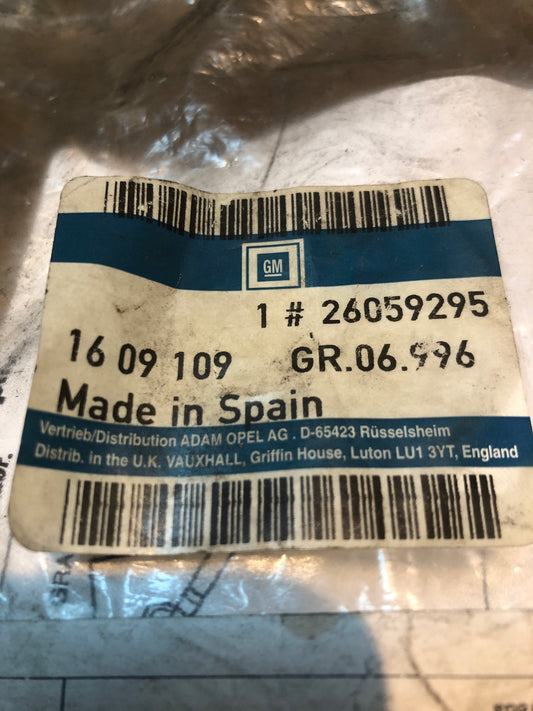 GM
1 # 26059295
16 09 109 GR.06.996
Made in Spain
Vertrieb/Distribution ADAM OPEL AG . D-65423 Rüsselsheim
Distrib. in the U.K. VAUXHALL, Griffin House, Luton LU1 3YT, England
GRA